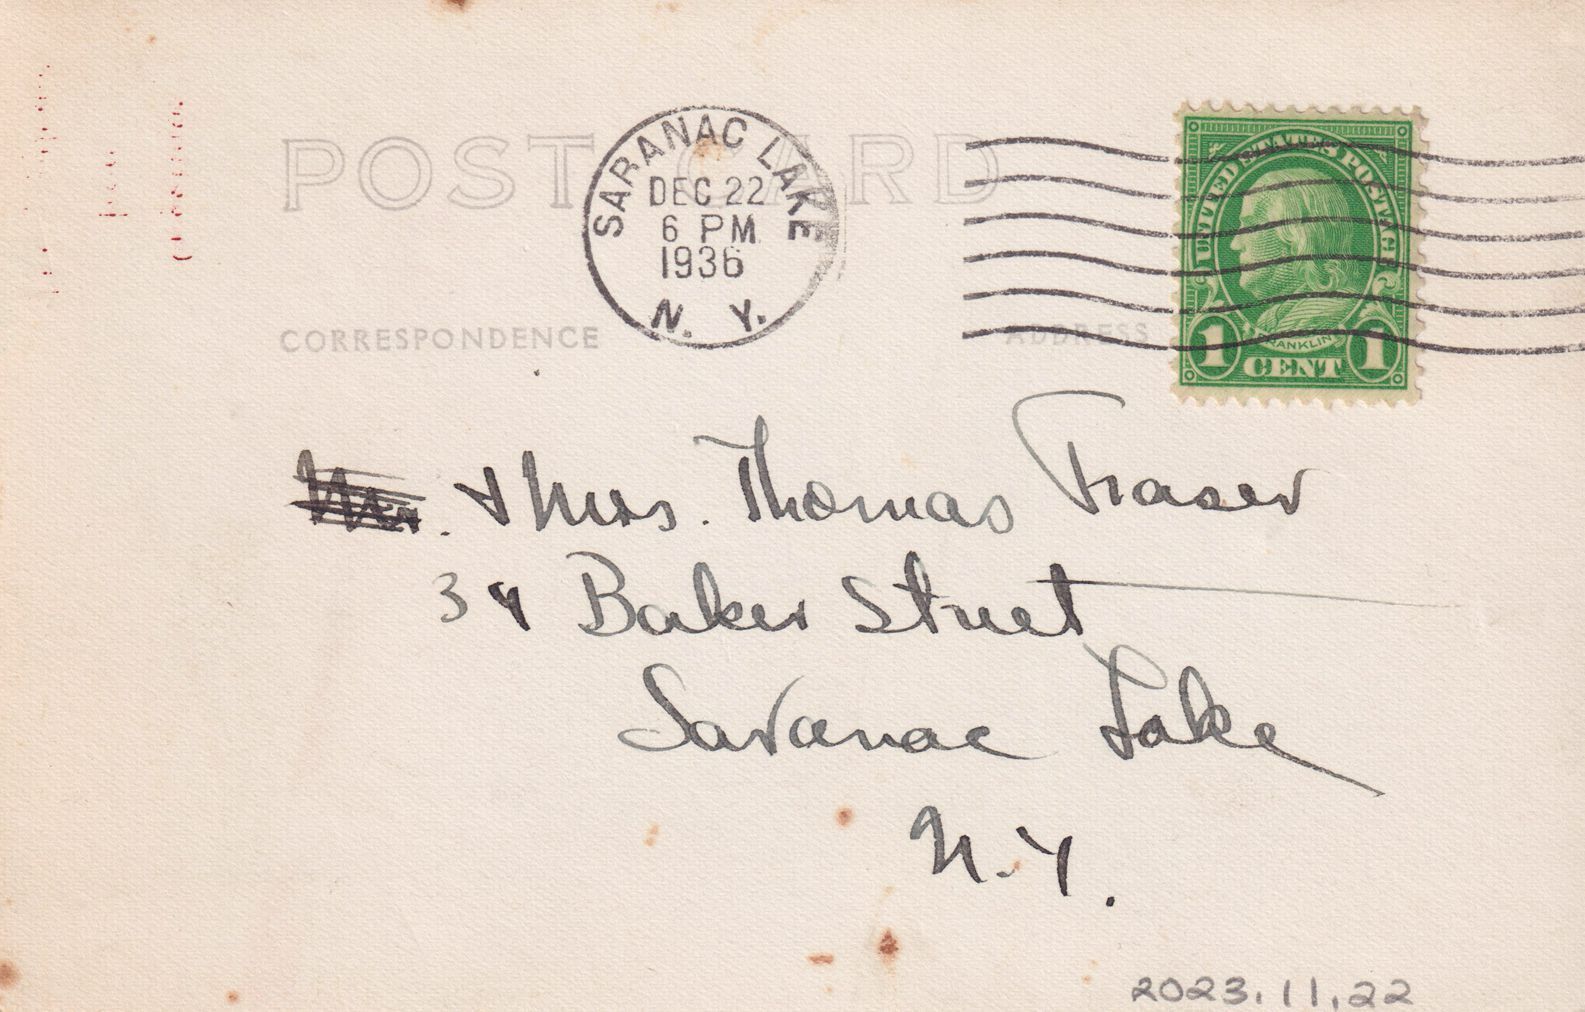 POST CARD
SARANAC LAKE
DEC 22
6 PM
1936
N. Y.
UNITED STATES POSTAGE
FRANKLIN
1 CENT 1
CORRESPONDENCE
ADDRESS
& Mrs. Thomas Fraser
34 Baker Street
Saranac Lake
N.Y.
2023.11.22